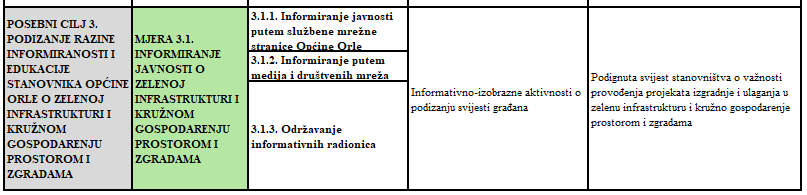 POSEBNI CILJ 3.
PODIZANJE RAZINE
INFORMIRANOSTI I
EDUKACIJE
STANOVNIKA OPĆINE
ORLE O ZELENOJ
INFRASTRUKTURI I
KRUŽNOM
GOSPODARENJU
PROSTOROM I
ZGRADAMA
MJERA 3.1.
INFORMIRANJE
JAVNOSTI O
ZELENOJ
INFRASTRUKTURI I
KRUŽNOM
GOSPODARENJU
PROSTOROM I
ZGRADAMA
3.1.1. Informiranje javnosti
putem službene mrežne
stranice Općine Orle
3.1.2. Informiranje putem
medija i društvenih mreža
3.1.3. Održavanje
informativnih radionica
Informativno-izobrazne aktivnosti o
podizanju svijesti građana
Podignuta svijest stanovništva o važnosti
provođenja projekata izgradnje i ulaganja u
zelenu infrastrukturu i kružno gospodarenje
prostorom i zgradama